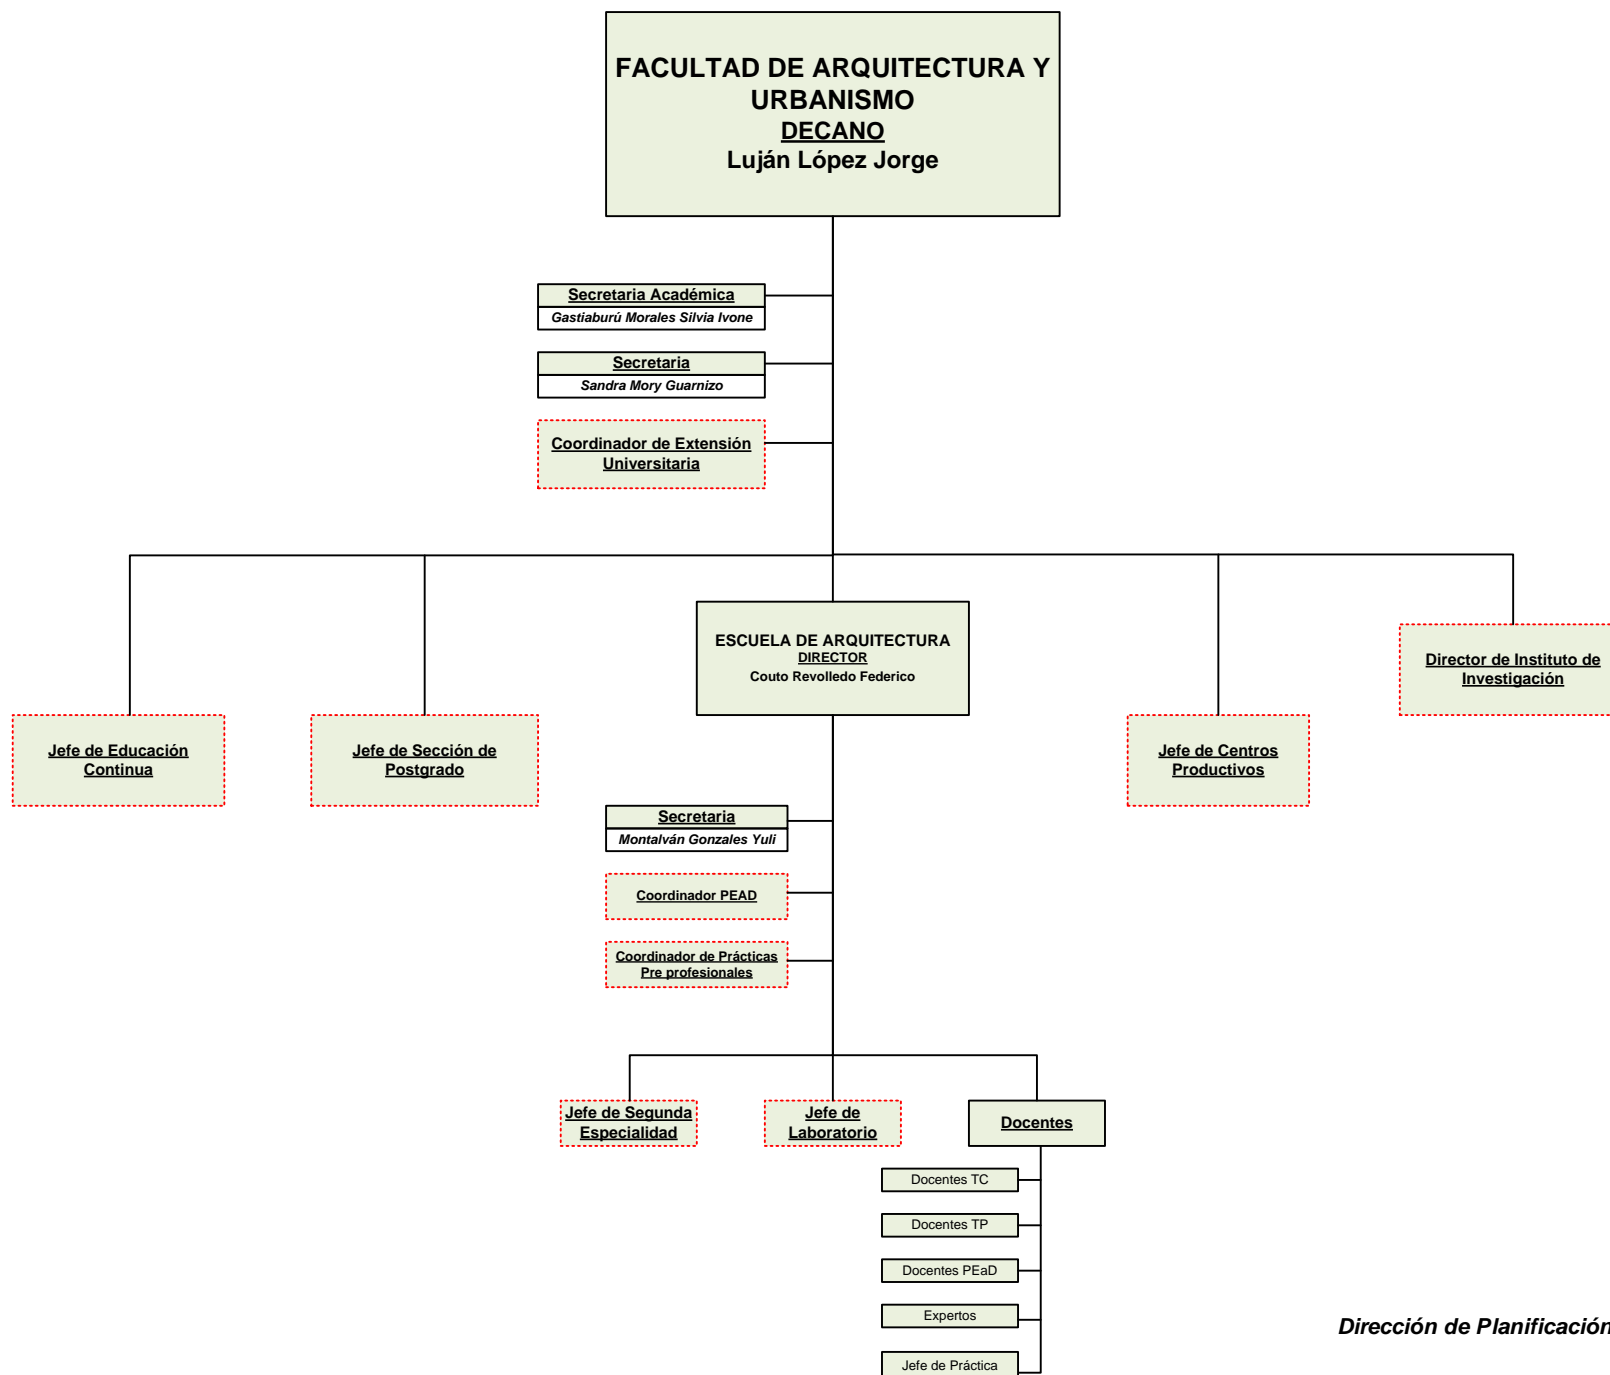 FACULTAD DE ARQUITECTURA Y
URBANISMO
DECANO
Luján López Jorge
Secretaria Académica
Gastiaburú Morales Silvia Ivone
Secretaria
Sandra Mory Guarnizo
Coordinador de Extensión
Universitaria
ESCUELA DE ARQUITECTURA
DIRECTOR
Couto Revolledo Federico
Director de Instituto de
Investigación
Jefe de Educación
Continua
Jefe de Sección de
Postgrado
Jefe de Centros
Productivos
Secretaria
Montalván Gonzales Yuli
Coordinador PEAD
Coordinador de Prácticas
Pre profesionales
Jefe de Segunda
Especialidad
Jefe de
Laboratorio
Docentes
Docentes TC
Docentes TP
Docentes PEaD
Expertos
Jefe de Práctica
Dirección de Planificación